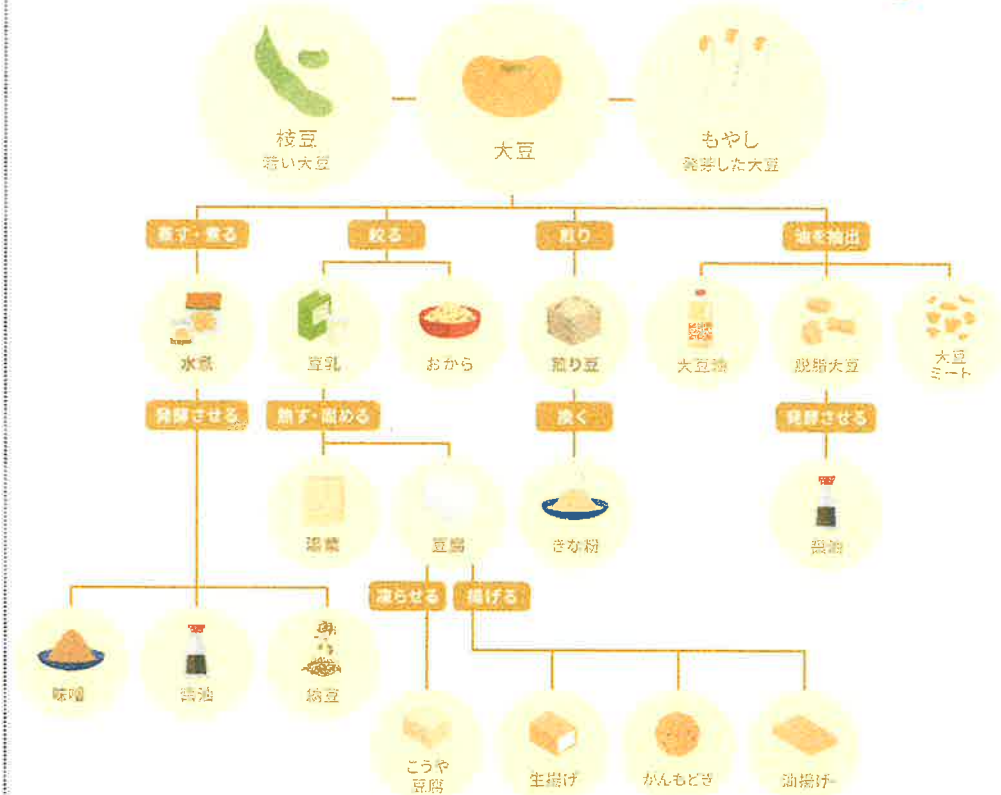 枝豆
若い大豆
大豆
もやし
発芽した大豆
蒸す・煮る
絞る
煎り
油を抽出
水煮
豆乳
おから
煎り豆
大豆油
脱脂大豆
大豆
ミート
発酵させる
熱す・固める
挽く
発酵させる
湯葉
豆腐
きな粉
醤油
凍らせる
揚げる
味噌
醤油
納豆
こうや
豆腐
生揚げ
がんもどき
油揚げ